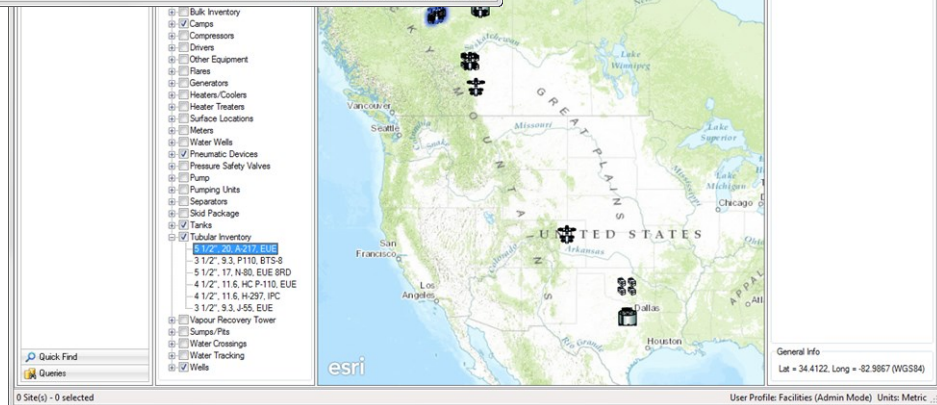 Bulk Inventory
Camps
Compressors
Drivers
Other Equipment
Flares
Generators
Heaters/Coolers
Heater Treaters
Surface Locations
Meters
Water Wells
Pneumatic Devices
Pressure Safety Valves
Pump
Pumping Units
Separators
Skid Package
Tanks
Tubular Inventory
5 1/2", 20, A-217, EUE
3 1/2", 9.3, P110, BTS-8
5 1/2", 17, N-80, EUE 8RD
4 1/2", 11.6, HC P-110, EUE
4 1/2", 11.6, H-297, IPC
3 1/2", 9.3, J-55, EUE
Vapour Recovery Tower
Sumps/Pits
Water Crossings
Water Tracking
Wells
Quick Find
Queries
Saskatchewan
Lake
Winnipeg
Vancouver
Seattle
GREAT PLAINS
Missouri
Lake
Superior
Lake
Michigan
Chicago
UNITED STATES
San
Francisco
Colorado
Arkansas
Los
Angeles
Dallas
Houston
Rio Grande
esri
General Info
Lat = 34.4122, Long = -82.9867 (WGS84)
0 Site(s) - 0 selected
User Profile: Facilities (Admin Mode) Units: Metric